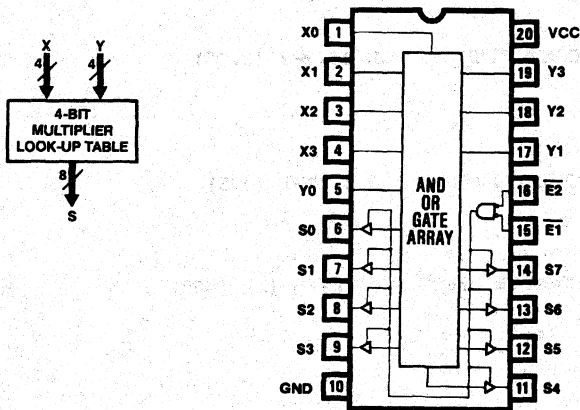 X Y
4 4
4-BIT
MULTIPLIER
LOOK-UP TABLE
8
S
X0 1 20 VCC
X1 2 19 Y3
X2 3 18 Y2
X3 4 17 Y1
Y0 5 16 E2
S0 6 15 E1
S1 7 14 S7
S2 8 13 S6
S3 9 12 S5
GND 10 11 S4
AND
OR
GATE
ARRAY